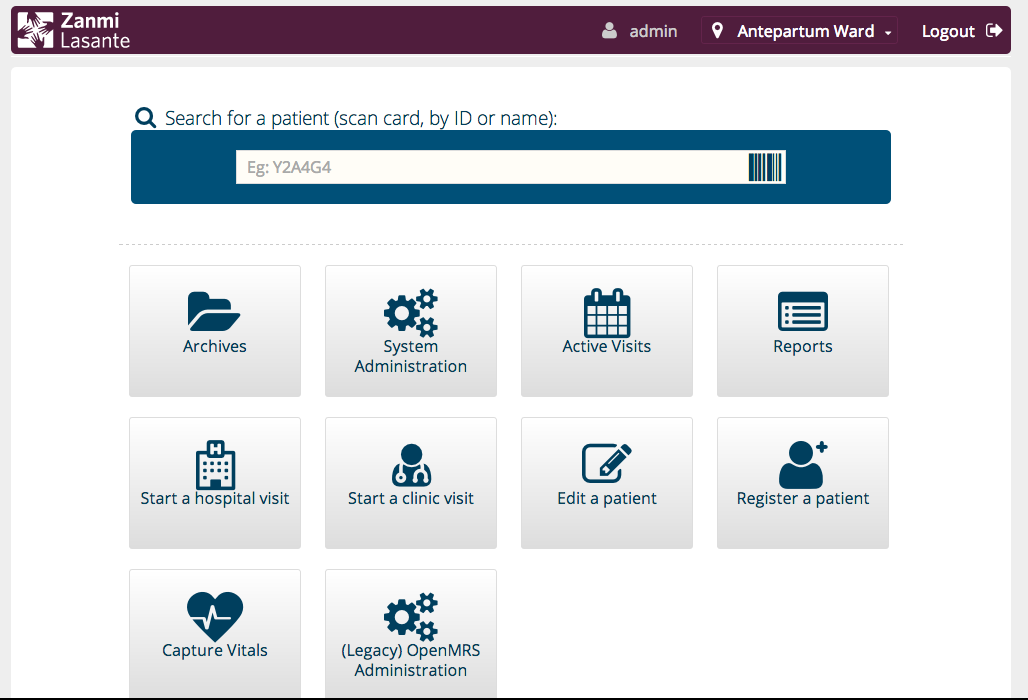 Zanmi
Lasante
admin
Antepartum Ward
Logout
Search for a patient (scan card, by ID or name):
Eg: Y2A4G4
Archives
System
Administration
Active Visits
Reports
H
Start a hospital visit
Start a clinic visit
Edit a patient
Register a patient
Capture Vitals
(Legacy) OpenMRS
Administration